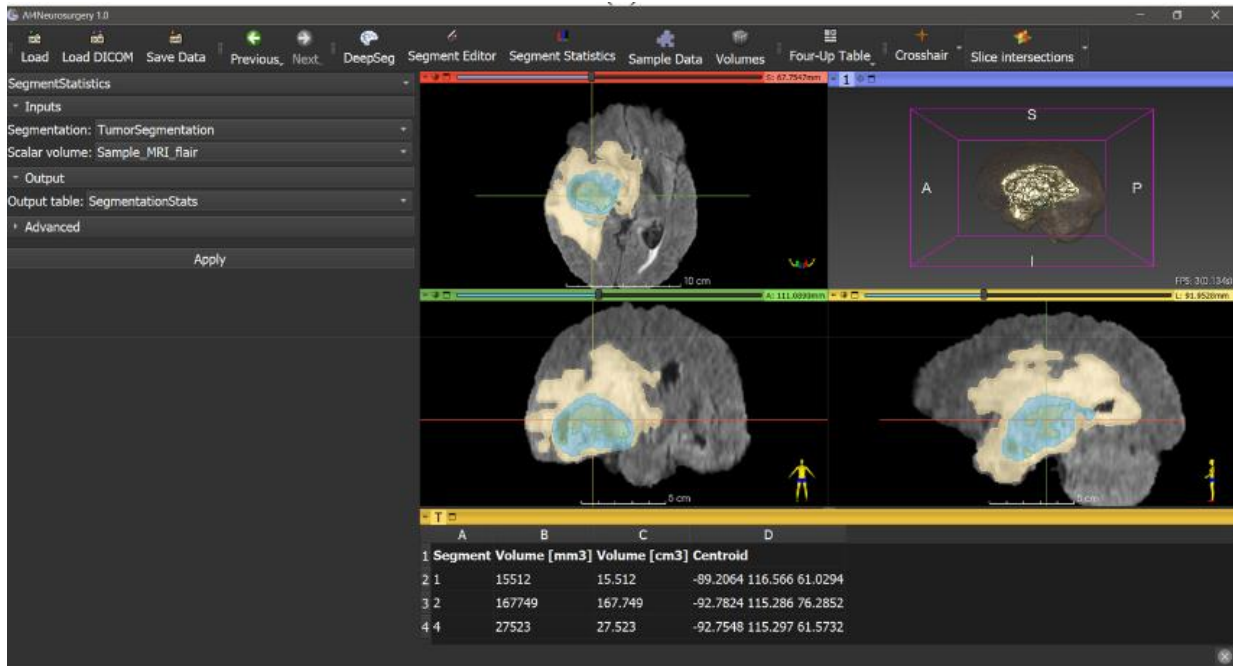 AI4Neurosurgery 1.0
Load Load DICOM Save Data Previous Next DeepSeg Segment Editor Segment Statistics Sample Data Volumes Four-Up Table Crosshair Slice intersections
SegmentStatistics
S: 67.7547mm
1
Inputs
Segmentation: TumorSegmentation
Scalar volume: Sample_MRI_flair
Output
Output table: SegmentationStats
Advanced
Apply
S
A
P
I
10 cm
A: 111.0000mm
5 cm
5 cm
T
A B C D
1 Segment Volume [mm3] Volume [cm3] Centroid
2 1 15512 15.512 -89.2064 116.566 61.0294
3 2 167749 167.749 -92.7824 115.286 76.2852
4 4 27523 27.523 -92.7548 115.297 61.5732